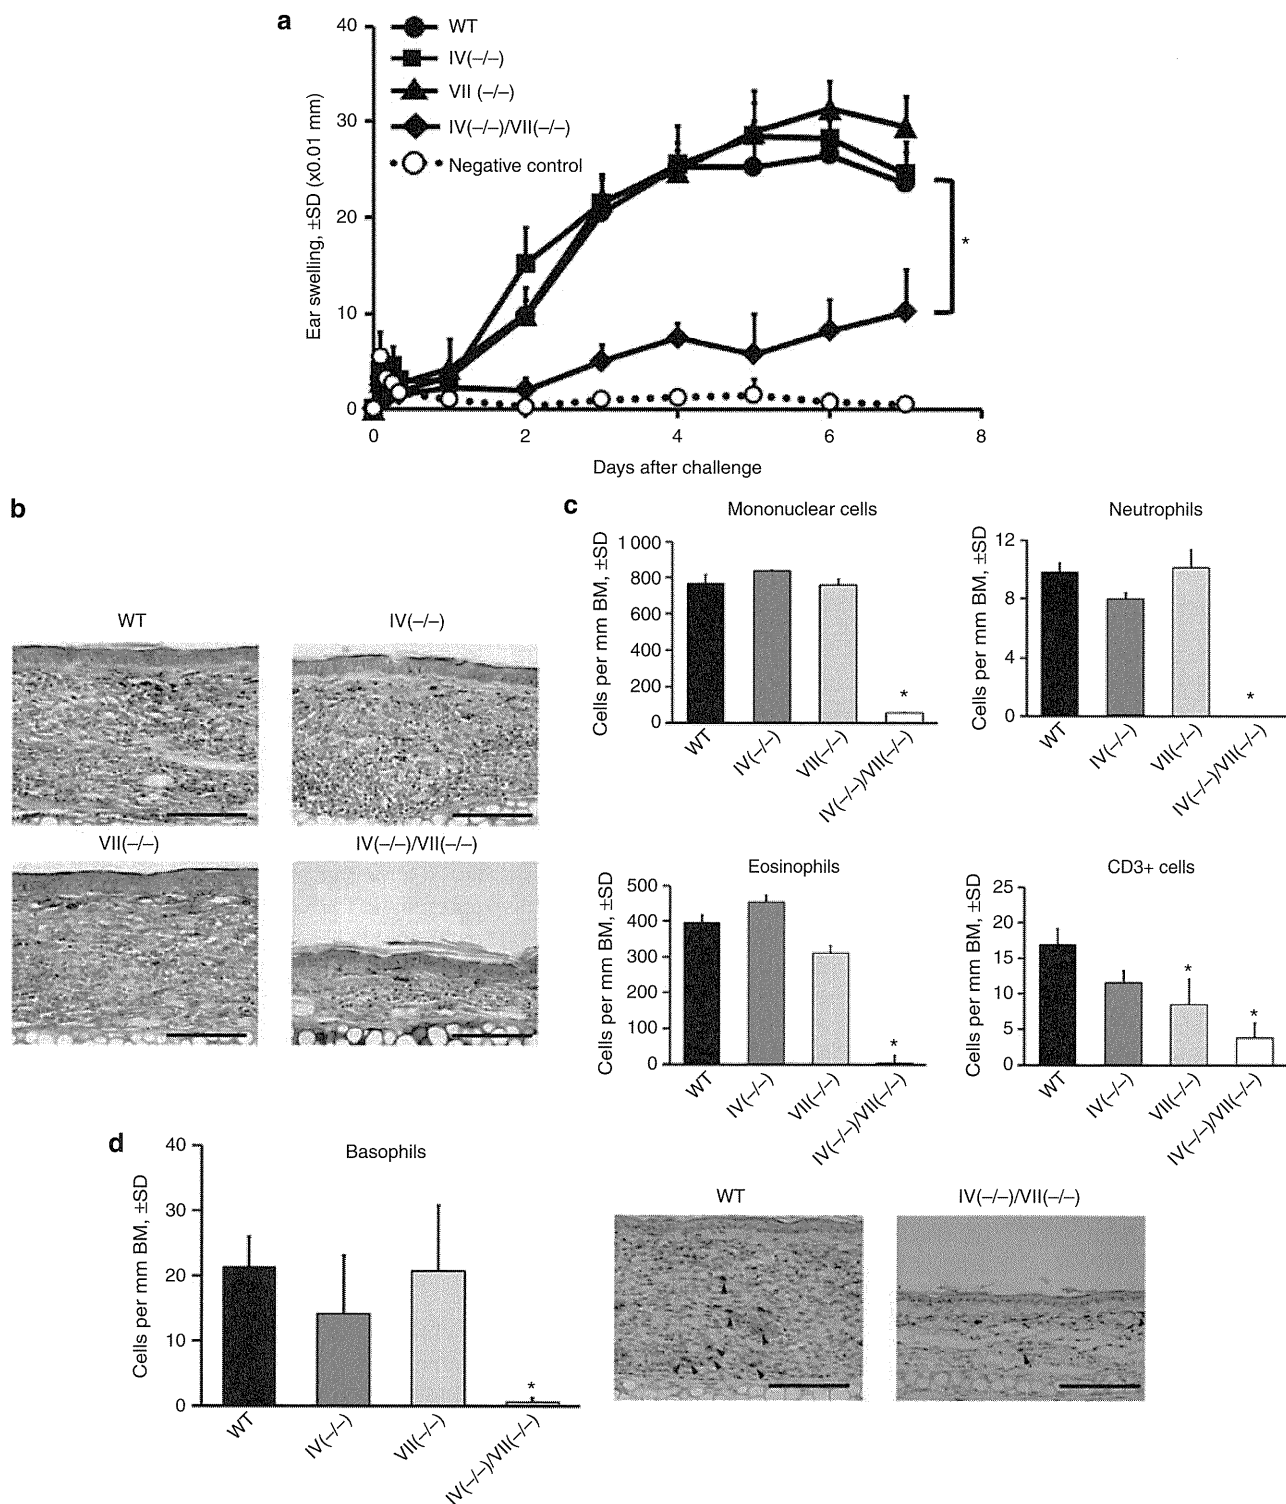 a
40
30
20
10
0
Ear swelling, ±SD (x0.01 mm)
WT
IV(–/–)
VII (–/–)
IV(–/–)/VII(–/–)
Negative control
*
0 2 4 6 8
Days after challenge
b
WT IV(–/–)
VII(–/–) IV(–/–)/VII(–/–)
c
Mononuclear cells
Cells per mm BM, ±SD
1 000
800
600
400
200
0
*
WT IV(–/–) VII(–/–) IV(–/–)/VII(–/–)
Neutrophils
Cells per mm BM, ±SD
12
8
4
0
*
WT IV(–/–) VII(–/–) IV(–/–)/VII(–/–)
Eosinophils
Cells per mm BM, ±SD
500
400
300
200
100
0
*
WT IV(–/–) VII(–/–) IV(–/–)/VII(–/–)
CD3+ cells
Cells per mm BM, ±SD
25
20
15
10
5
0
* *
WT IV(–/–) VII(–/–) IV(–/–)/VII(–/–)
d
Basophils
Cells per mm BM, ±SD
40
30
20
10
0
*
WT IV(–/–) VII(–/–) IV(–/–)/VII(–/–)
WT IV(–/–)/VII(–/–)